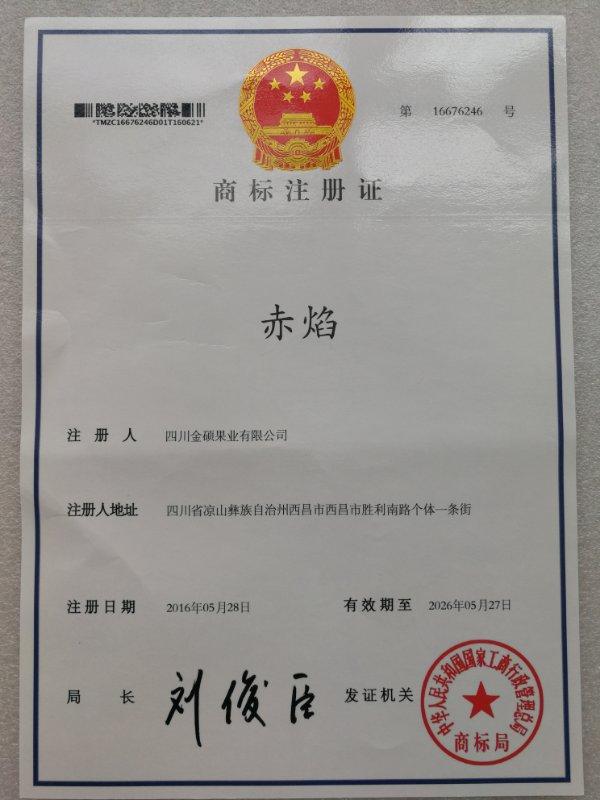 *TMZC16676246D01T160621*
第 16676246 号
商标注册证
赤焰
注册人 四川金硕果业有限公司
注册人地址 四川省凉山彝族自治州西昌市西昌市胜利南路个体一条街
注册日期 2016年05月28日 有效期至 2026年05月27日
局长 刘俊臣 发证机关
中华人民共和国国家工商行政管理总局
商标局